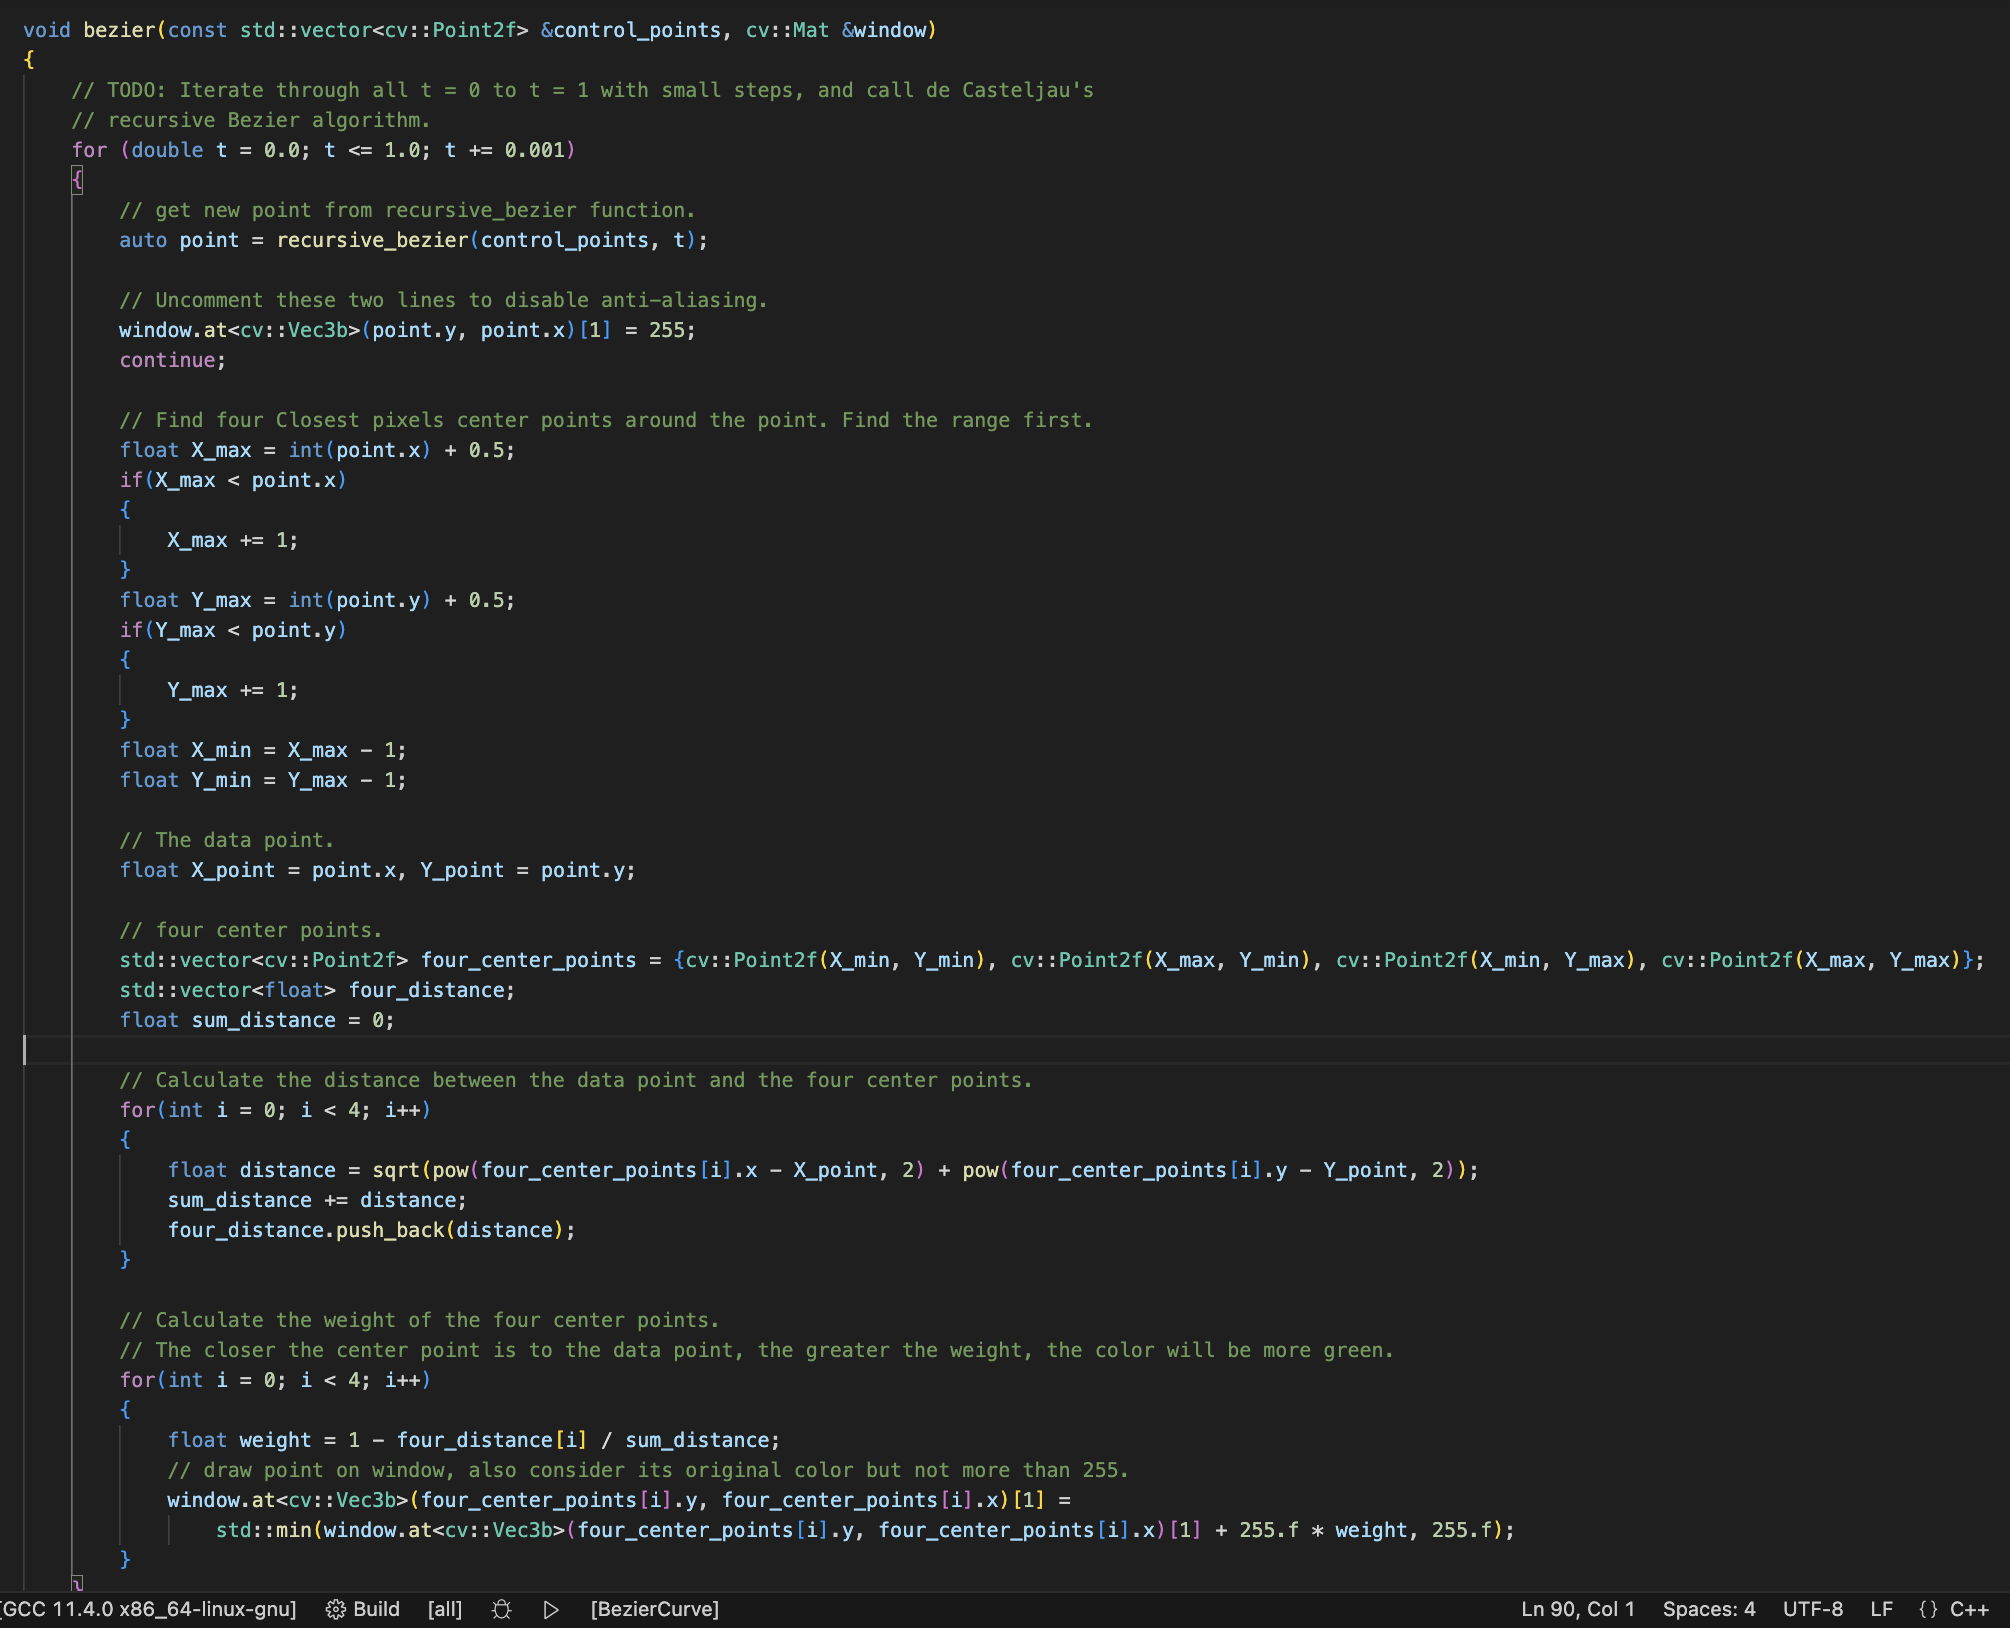 void bezier(const std::vector<cv::Point2f> &control_points, cv::Mat &window)
{
    // TODO: Iterate through all t = 0 to t = 1 with small steps, and call de Casteljau's
    // recursive Bezier algorithm.
    for (double t = 0.0; t <= 1.0; t += 0.001)
    {
        // get new point from recursive_bezier function.
        auto point = recursive_bezier(control_points, t);

        // Uncomment these two lines to disable anti-aliasing.
        window.at<cv::Vec3b>(point.y, point.x)[1] = 255;
        continue;

        // Find four Closest pixels center points around the point. Find the range first.
        float X_max = int(point.x) + 0.5;
        if(X_max < point.x)
        {
            X_max += 1;
        }
        float Y_max = int(point.y) + 0.5;
        if(Y_max < point.y)
        {
            Y_max += 1;
        }
        float X_min = X_max - 1;
        float Y_min = Y_max - 1;

        // The data point.
        float X_point = point.x, Y_point = point.y;

        // four center points.
        std::vector<cv::Point2f> four_center_points = {cv::Point2f(X_min, Y_min), cv::Point2f(X_max, Y_min), cv::Point2f(X_min, Y_max), cv::Point2f(X_max, Y_max)};
        std::vector<float> four_distance;
        float sum_distance = 0;

        // Calculate the distance between the data point and the four center points.
        for(int i = 0; i < 4; i++)
        {
            float distance = sqrt(pow(four_center_points[i].x - X_point, 2) + pow(four_center_points[i].y - Y_point, 2));
            sum_distance += distance;
            four_distance.push_back(distance);
        }

        // Calculate the weight of the four center points.
        // The closer the center point is to the data point, the greater the weight, the color will be more green.
        for(int i = 0; i < 4; i++)
        {
            float weight = 1 - four_distance[i] / sum_distance;
            // draw point on window, also consider its original color but not more than 255.
            window.at<cv::Vec3b>(four_center_points[i].y, four_center_points[i].x)[1] =
                std::min(window.at<cv::Vec3b>(four_center_points[i].y, four_center_points[i].x)[1] + 255.f * weight, 255.f);
        }
    }
[GCC 11.4.0 x86_64-linux-gnu] Build [all] [BezierCurve] Ln 90, Col 1 Spaces: 4 UTF-8 LF {} C++